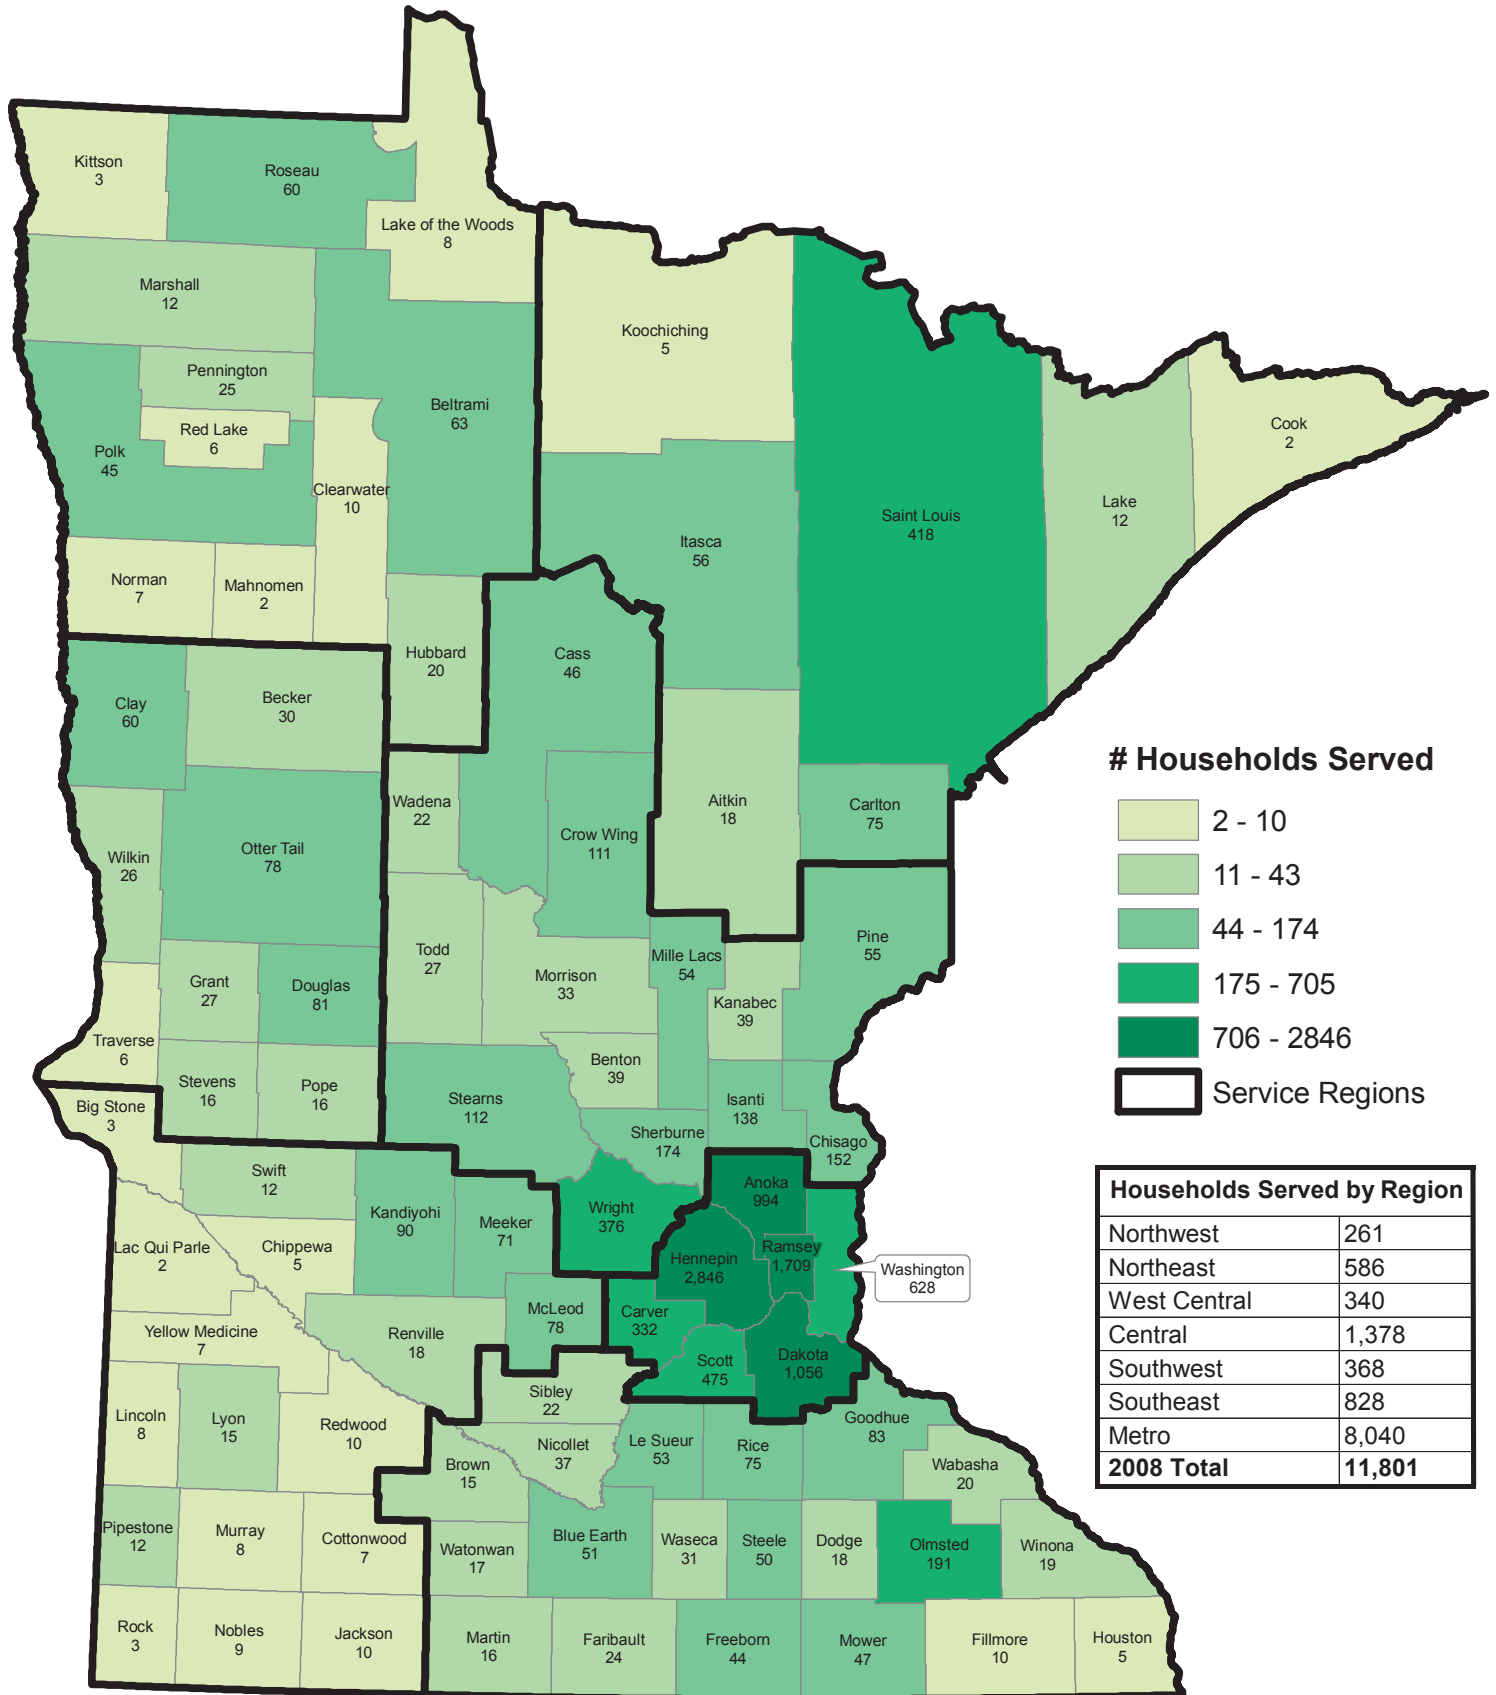 Kittson
3
Roseau
60
Lake of the Woods
8
Marshall
12
Koochiching
5
Pennington
25
Beltrami
63
Red Lake
6
Polk
45
Clearwater
10
Cook
2
Lake
12
Saint Louis
418
Itasca
56
Norman
7
Mahnomen
2
Hubbard
20
Cass
46
Clay
60
Becker
30
Wadena
22
Crow Wing
111
Aitkin
18
Carlton
75
Wilkin
26
Otter Tail
78
Todd
27
Morrison
33
Mille Lacs
54
Kanabec
39
Pine
55
Grant
27
Douglas
81
Traverse
6
Stevens
16
Pope
16
Benton
39
Stearns
112
Isanti
138
Big Stone
3
Sherburne
174
Chisago
152
Swift
12
Kandiyohi
90
Meeker
71
Wright
376
Anoka
994
Lac Qui Parle
2
Chippewa
5
Hennepin
2,846
Ramsey
1,709
Washington
628
Yellow Medicine
7
Renville
18
McLeod
78
Carver
332
Scott
475
Dakota
1,056
Sibley
22
Lincoln
8
Lyon
15
Redwood
10
Brown
15
Nicollet
37
Le Sueur
53
Rice
75
Goodhue
83
Wabasha
20
Pipestone
12
Murray
8
Cottonwood
7
Watonwan
17
Blue Earth
51
Waseca
31
Steele
50
Dodge
18
Olmsted
191
Winona
19
Rock
3
Nobles
9
Jackson
10
Martin
16
Faribault
24
Freeborn
44
Mower
47
Fillmore
10
Houston
5
# Households Served
2 - 10
11 - 43
44 - 174
175 - 705
706 - 2846
Service Regions
Households Served by Region
Northwest 261
Northeast 586
West Central 340
Central 1,378
Southwest 368
Southeast 828
Metro 8,040
2008 Total 11,801